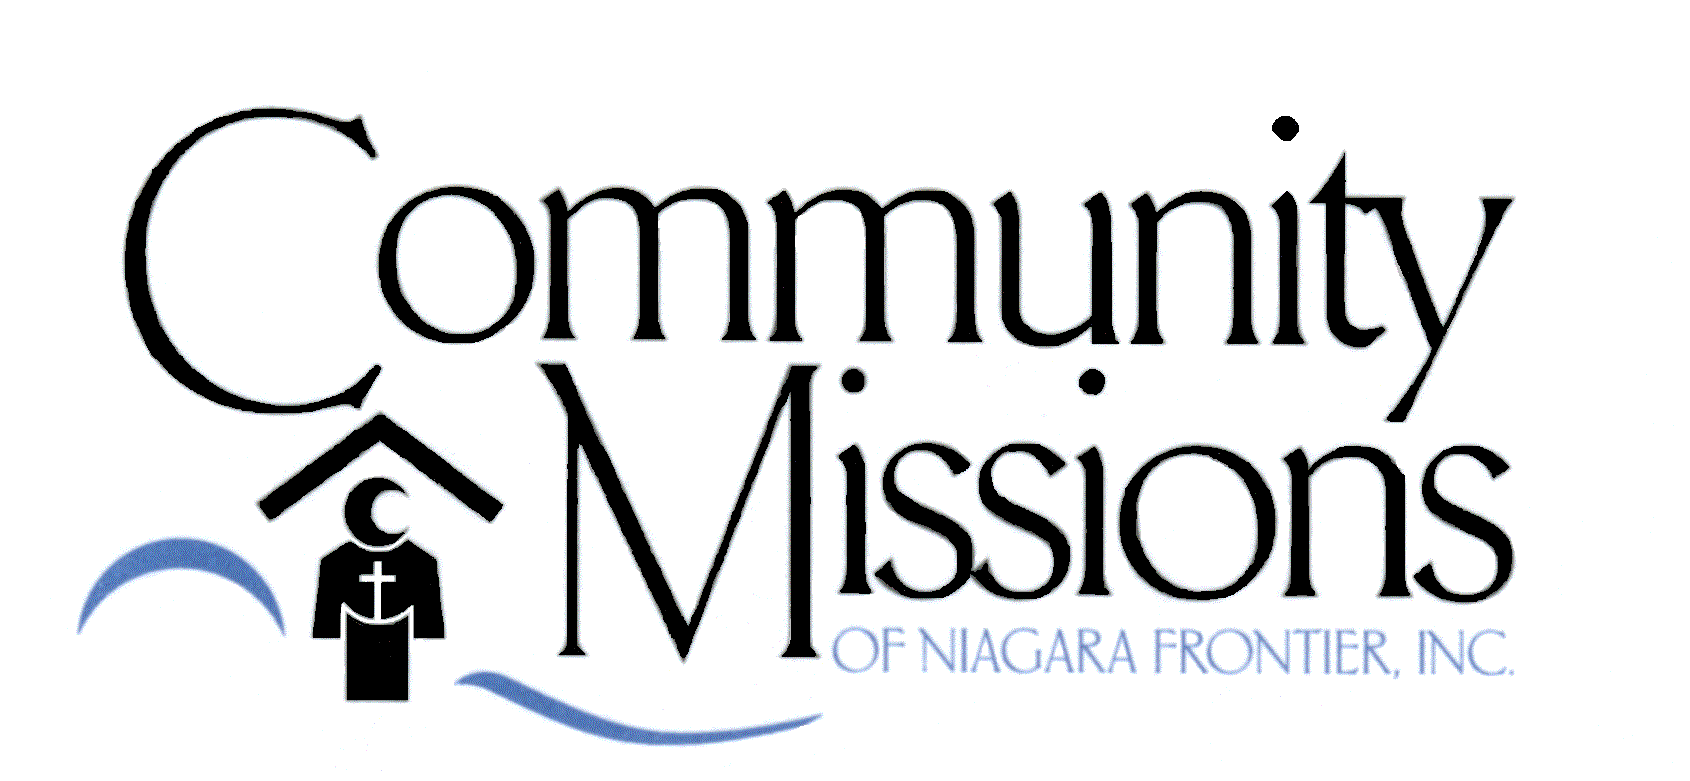 Community
Missions
OF NIAGARA FRONTIER, INC.